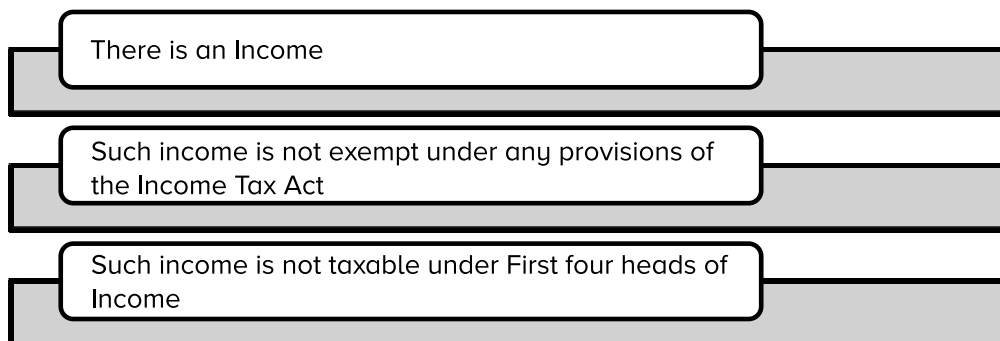 There is an Income
Such income is not exempt under any provisions of
the Income Tax Act
Such income is not taxable under First four heads of
Income